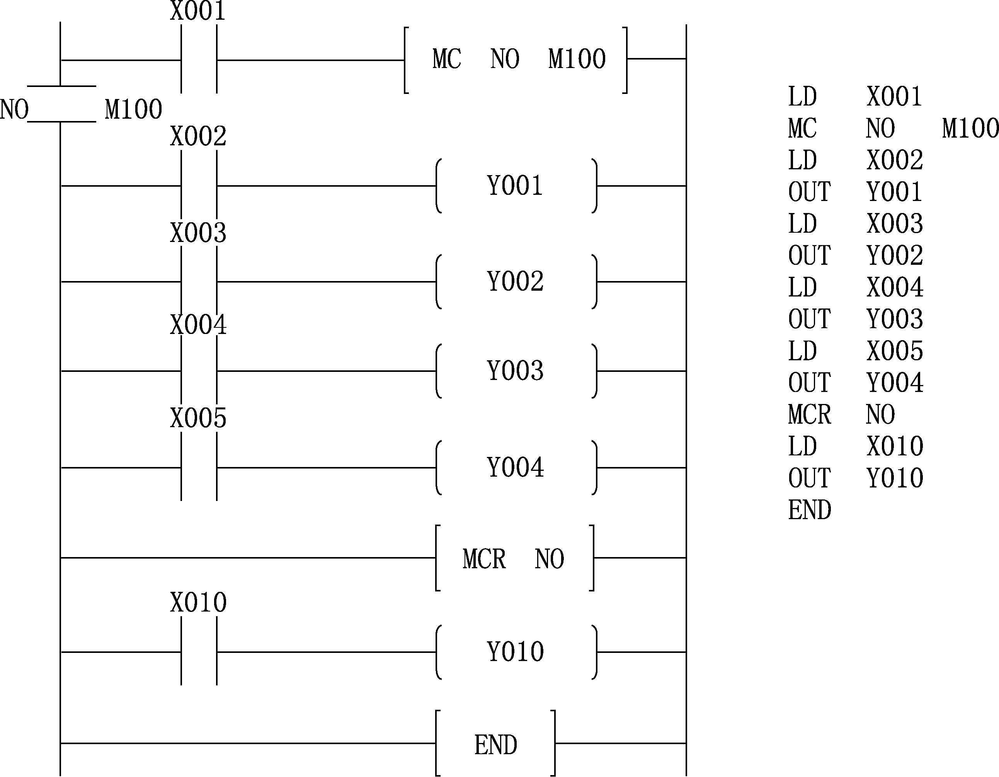 X001
MC NO M100
NO M100
X002
Y001
X003
Y002
X004
Y003
X005
Y004
MCR NO
X010
Y010
END
LD X001
MC NO M100
LD X002
OUT Y001
LD X003
OUT Y002
LD X004
OUT Y003
LD X005
OUT Y004
MCR NO
LD X010
OUT Y010
END